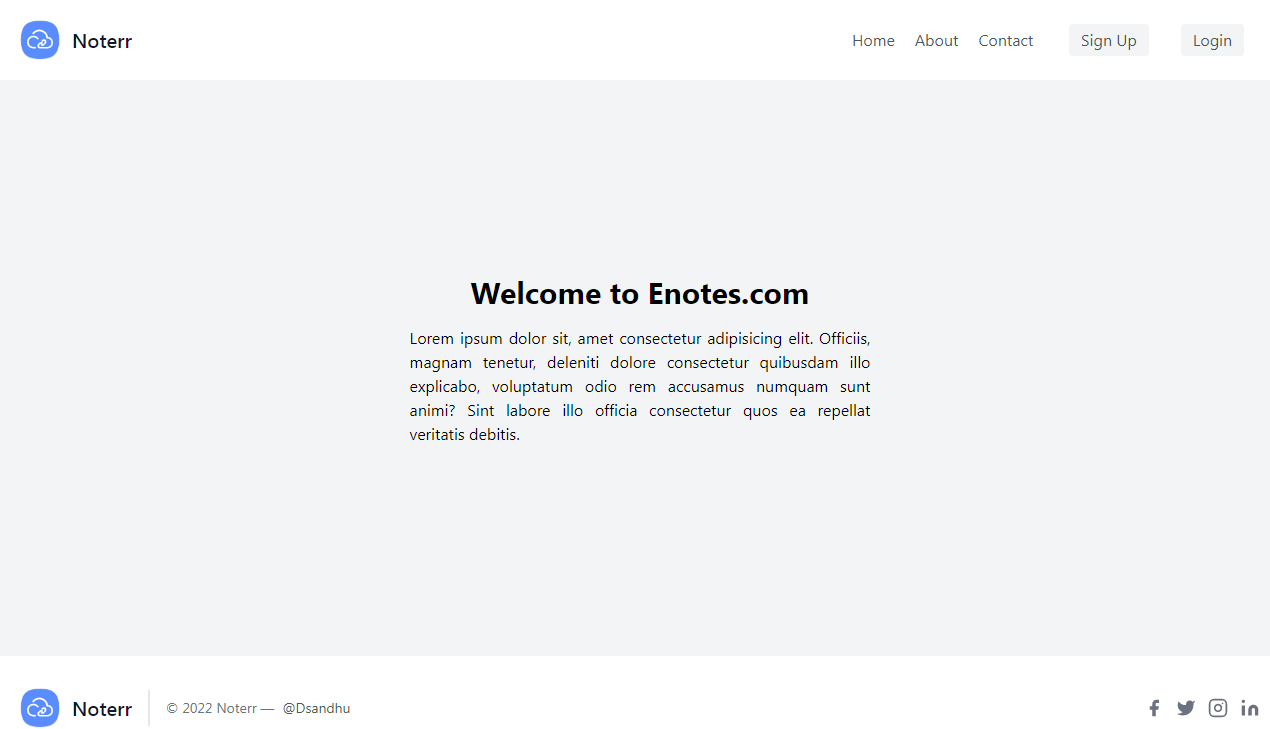 Noterr
Home About Contact Sign Up Login
Welcome to Enotes.com
Lorem ipsum dolor sit, amet consectetur adipisicing elit. Officiis,
magnam tenetur, deleniti dolore consectetur quibusdam illo
explicabo, voluptatum odio rem accusamus numquam sunt
animi? Sint labore illo officia consectetur quos ea repellat
veritatis debitis.
Noterr
© 2022 Noterr — @Dsandhu